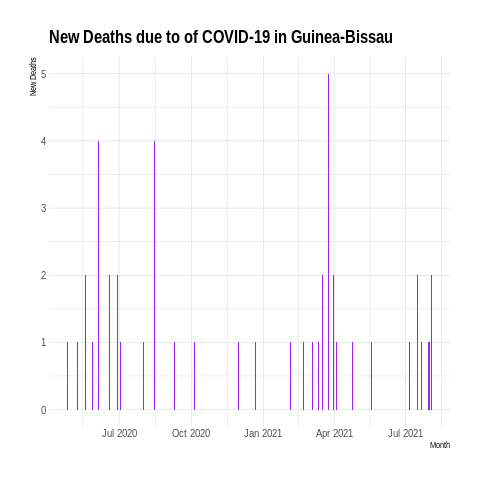 New Deaths due to of COVID-19 in Guinea-Bissau
New Deaths
5
4
3
2
1
0
Jul 2020 Oct 2020 Jan 2021 Apr 2021 Jul 2021
Month